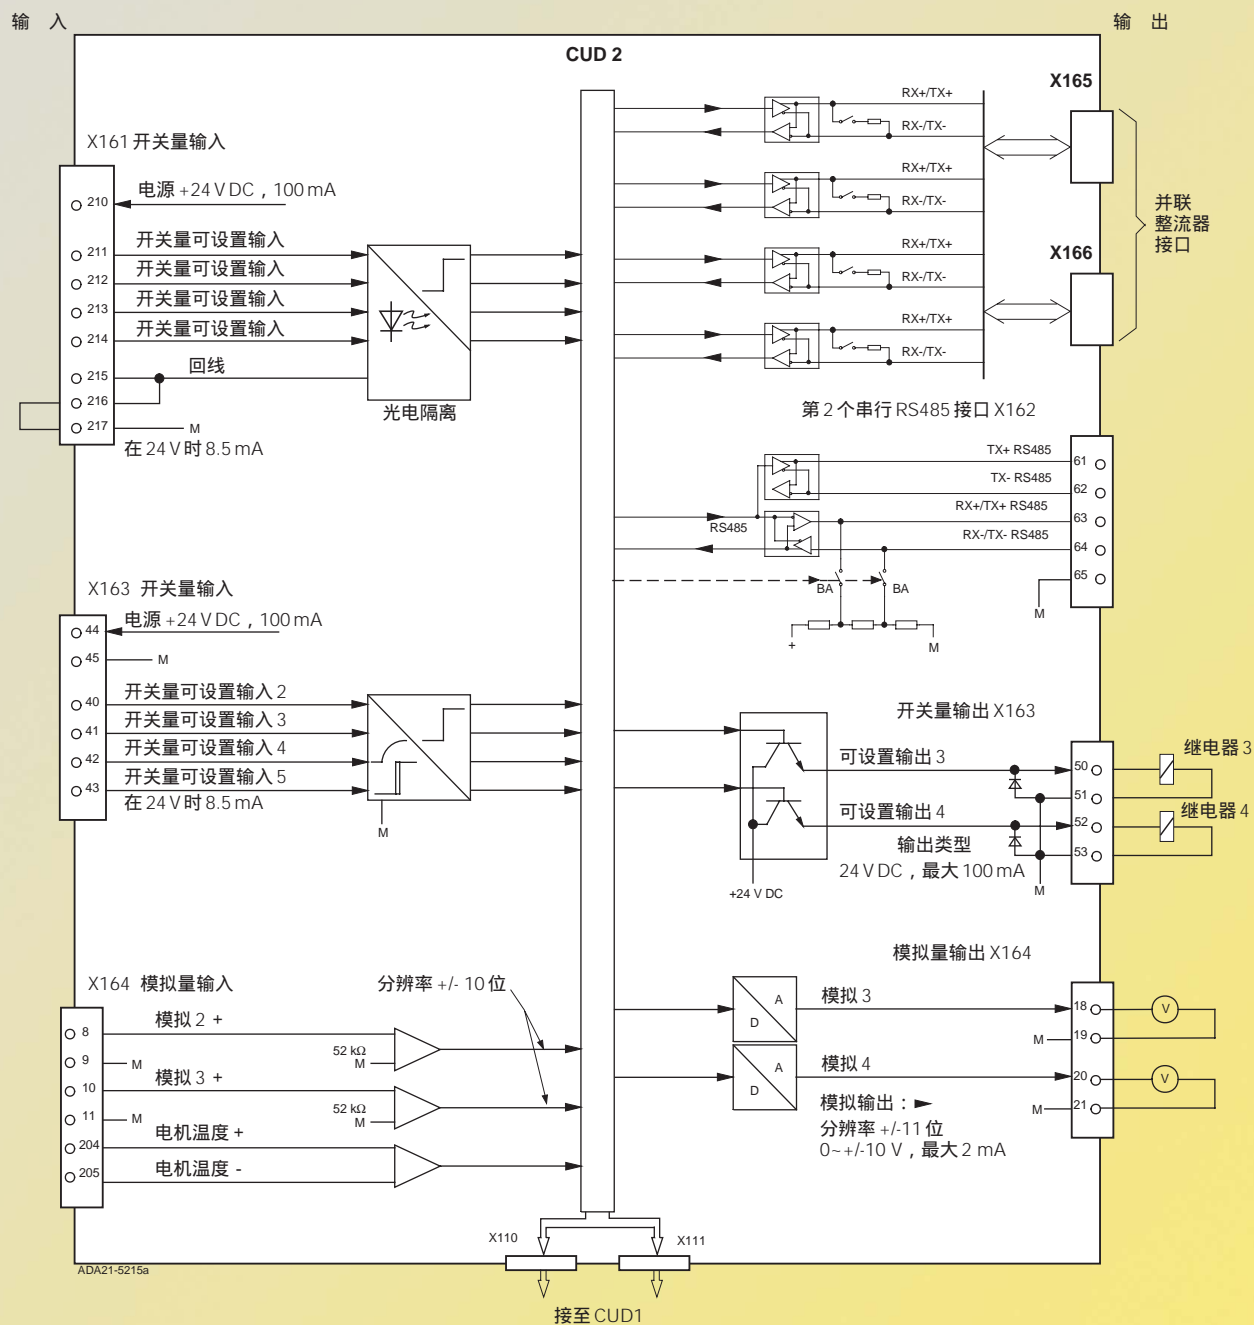 输 入
输 出
CUD 2
X161 开关量输入
210
电源 +24 V DC，100 mA
211
开关量可设置输入
212
开关量可设置输入
213
开关量可设置输入
214
开关量可设置输入
215
回线
216
217
M
在 24 V 时 8.5 mA
光电隔离
RX+/TX+
RX-/TX-
RX+/TX+
RX-/TX-
RX+/TX+
RX-/TX-
RX+/TX+
RX-/TX-
X165
X166
并联
整流器
接口
第 2 个串行 RS485 接口 X162
TX+ RS485
61
TX- RS485
62
RX+/TX+ RS485
63
RX-/TX- RS485
64
65
RS485
BA
BA
M
+
M
X163 开关量输入
44
电源 +24 V DC，100 mA
45
M
40
开关量可设置输入 2
41
开关量可设置输入 3
42
开关量可设置输入 4
43
开关量可设置输入 5
在 24 V 时 8.5 mA
M
开关量输出 X163
可设置输出 3
50
51
继电器 3
可设置输出 4
52
53
继电器 4
输出类型
24 V DC，最大 100 mA
M
+24 V DC
X164 模拟量输入
8
模拟 2 +
9
M
10
模拟 3 +
11
M
204
电机温度 +
205
电机温度 -
52 kΩ
M
52 kΩ
M
分辨率 +/- 10 位
模拟量输出 X164
A
D
模拟 3
18
V
M
19
A
D
模拟 4
20
V
M
21
模拟输出：
分辨率 +/-11 位
0~+/-10 V，最大 2 mA
X110
X111
ADA21-5215a
接至 CUD1